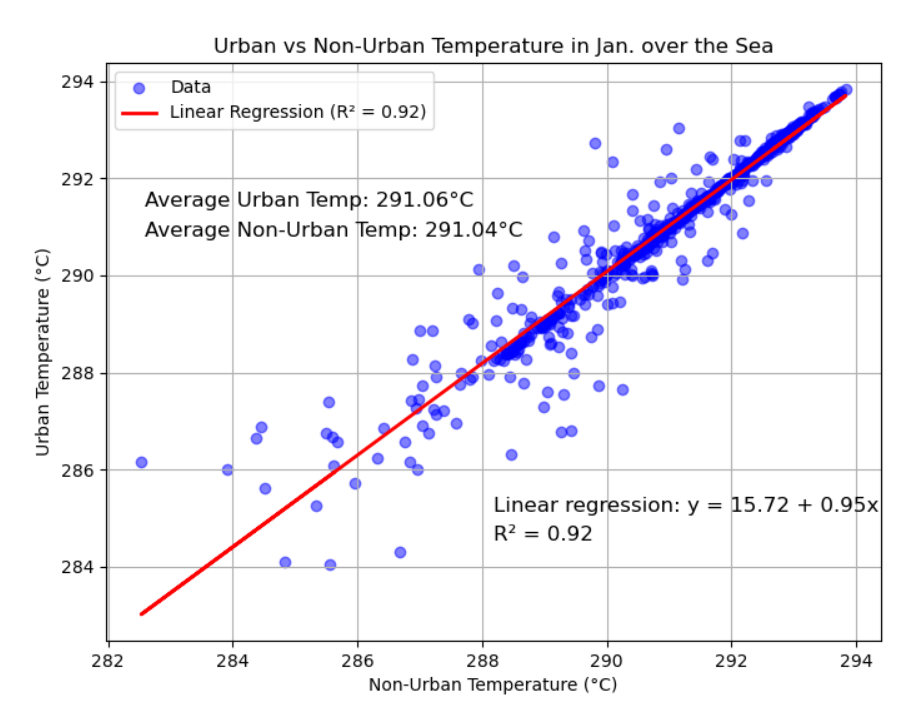 Urban vs Non-Urban Temperature in Jan. over the Sea
Data
Linear Regression (R² = 0.92)
Average Urban Temp: 291.06°C
Average Non-Urban Temp: 291.04°C
Linear regression: y = 15.72 + 0.95x
R² = 0.92
Urban Temperature (°C)
294
292
290
288
286
284
282 284 286 288 290 292 294
Non-Urban Temperature (°C)